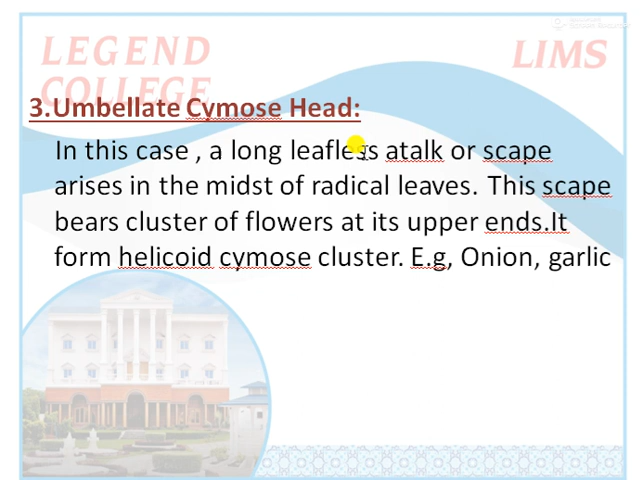 LEGEND
COLLEGE
LIMS
3.Umbellate Cymose Head:
In this case , a long leafless atalk or scape
arises in the midst of radical leaves. This scape
bears cluster of flowers at its upper ends.It
form helicoid cymose cluster. E.g, Onion, garlic